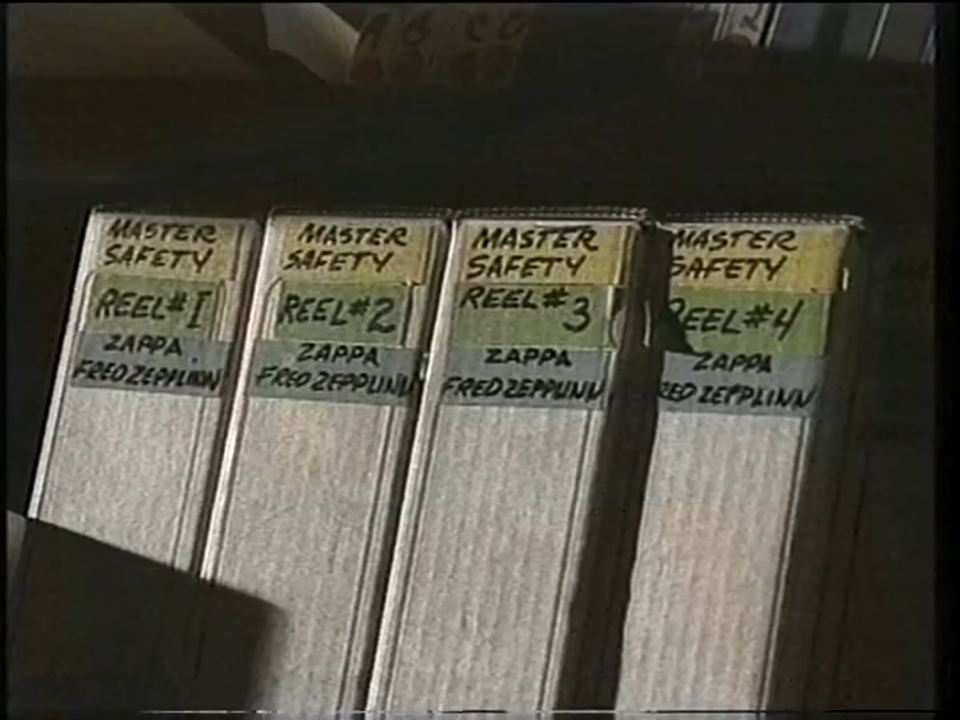 A B C D
MASTER
SAFETY
REEL#1
ZAPPA
FRED ZEPPLINN
MASTER
SAFETY
REEL#2
ZAPPA
FRED ZEPPLINN
MASTER
SAFETY
REEL#3
ZAPPA
FRED ZEPPLINN
MASTER
SAFETY
REEL#4
ZAPPA
RED ZEPPLINN